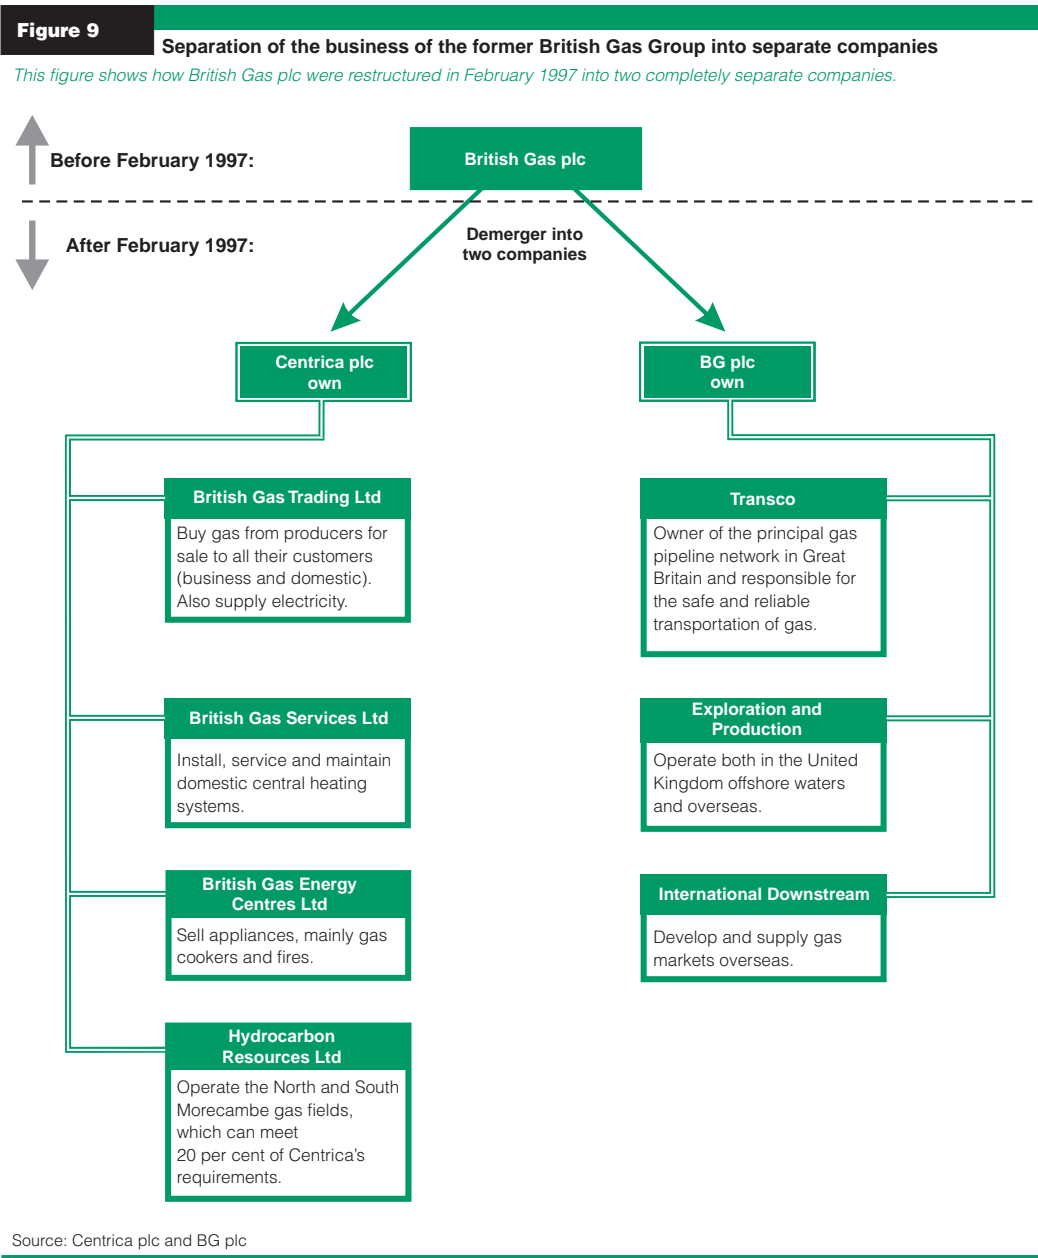 Figure 9
Separation of the business of the former British Gas Group into separate companies
This figure shows how British Gas plc were restructured in February 1997 into two completely separate companies.
Before February 1997:
British Gas plc
After February 1997:
Demerger into
two companies
Centrica plc
own
BG plc
own
British Gas Trading Ltd
Buy gas from producers for
sale to all their customers
(business and domestic).
Also supply electricity.
Transco
Owner of the principal gas
pipeline network in Great
Britain and responsible for
the safe and reliable
transportation of gas.
British Gas Services Ltd
Install, service and maintain
domestic central heating
systems.
Exploration and
Production
Operate both in the United
Kingdom offshore waters
and overseas.
British Gas Energy
Centres Ltd
Sell appliances, mainly gas
cookers and fires.
International Downstream
Develop and supply gas
markets overseas.
Hydrocarbon
Resources Ltd
Operate the North and South
Morecambe gas fields,
which can meet
20 per cent of Centrica's
requirements.
Source: Centrica plc and BG plc